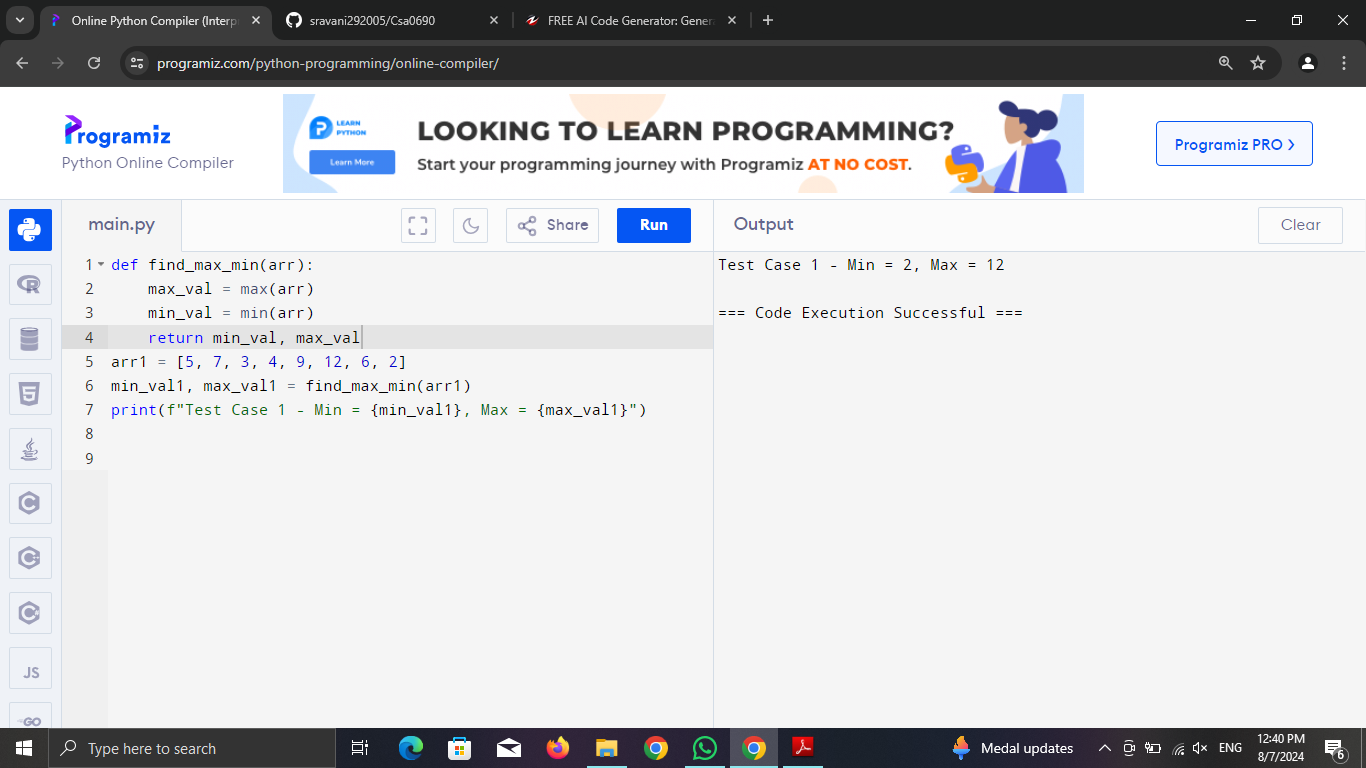 Online Python Compiler (Interp
sravani292005/Csa0690
FREE AI Code Generator: Genera
programiz.com/python-programming/online-compiler/
Programiz
Python Online Compiler
LEARN
PYTHON
Learn More
LOOKING TO LEARN PROGRAMMING?
Start your programming journey with Programiz AT NO COST.
Programiz PRO >
main.py
Share
Run
Output
Clear
1 def find_max_min(arr):
2 max_val = max(arr)
3 min_val = min(arr)
4 return min_val, max_val
5 arr1 = [5, 7, 3, 4, 9, 12, 6, 2]
6 min_val1, max_val1 = find_max_min(arr1)
7 print(f"Test Case 1 - Min = {min_val1}, Max = {max_val1}")
8
9
Test Case 1 - Min = 2, Max = 12
=== Code Execution Successful ===
JS
GO
Type here to search
Medal updates
ENG
12:40 PM
8/7/2024
6